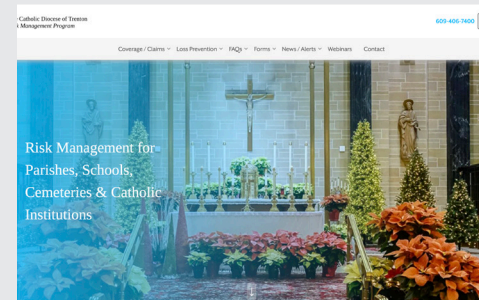 Catholic Diocese of Trenton
Management Program
609-406-7400
Coverage / Claims Loss Prevention FAQs Forms News / Alerts Webinars Contact
Risk Management for
Parishes, Schools,
Cemeteries & Catholic
Institutions